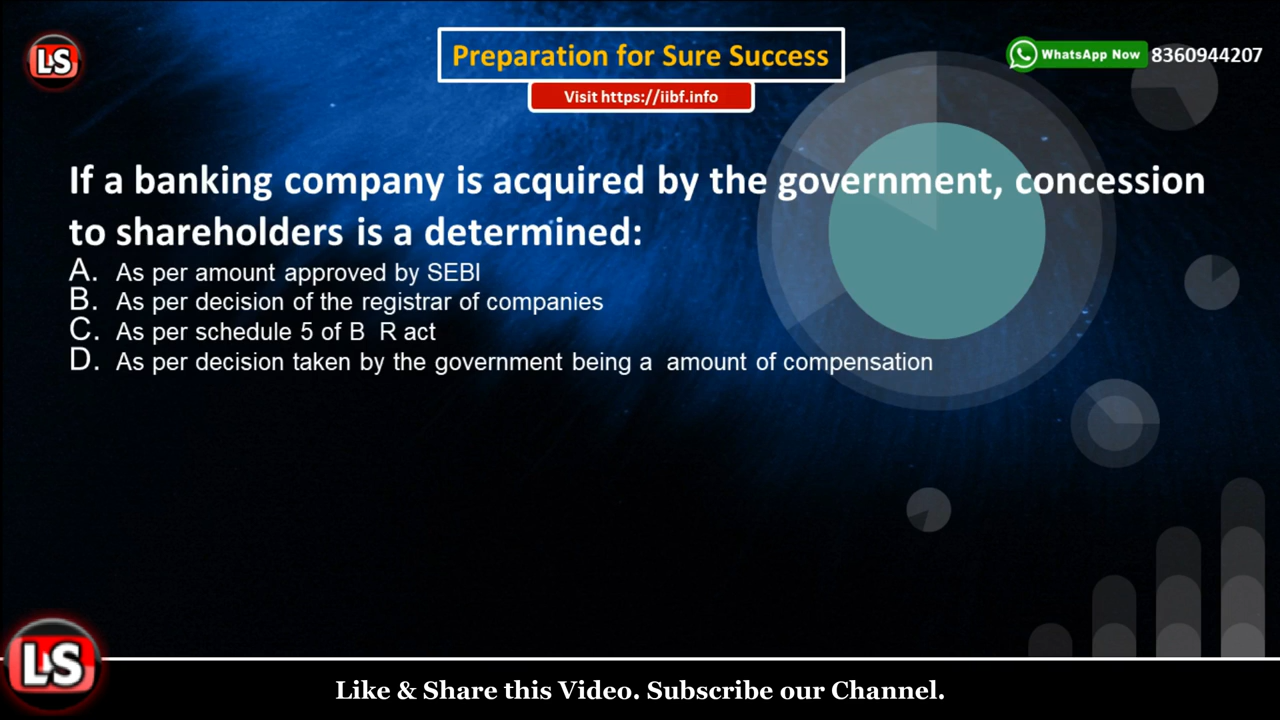 LS
Preparation for Sure Success
WhatsApp Now 8360944207
Visit https://iibf.info
If a banking company is acquired by the government, concession
to shareholders is a determined:
A. As per amount approved by SEBI
B. As per decision of the registrar of companies
C. As per schedule 5 of B R act
D. As per decision taken by the government being a amount of compensation
LS
Like & Share this Video. Subscribe our Channel.